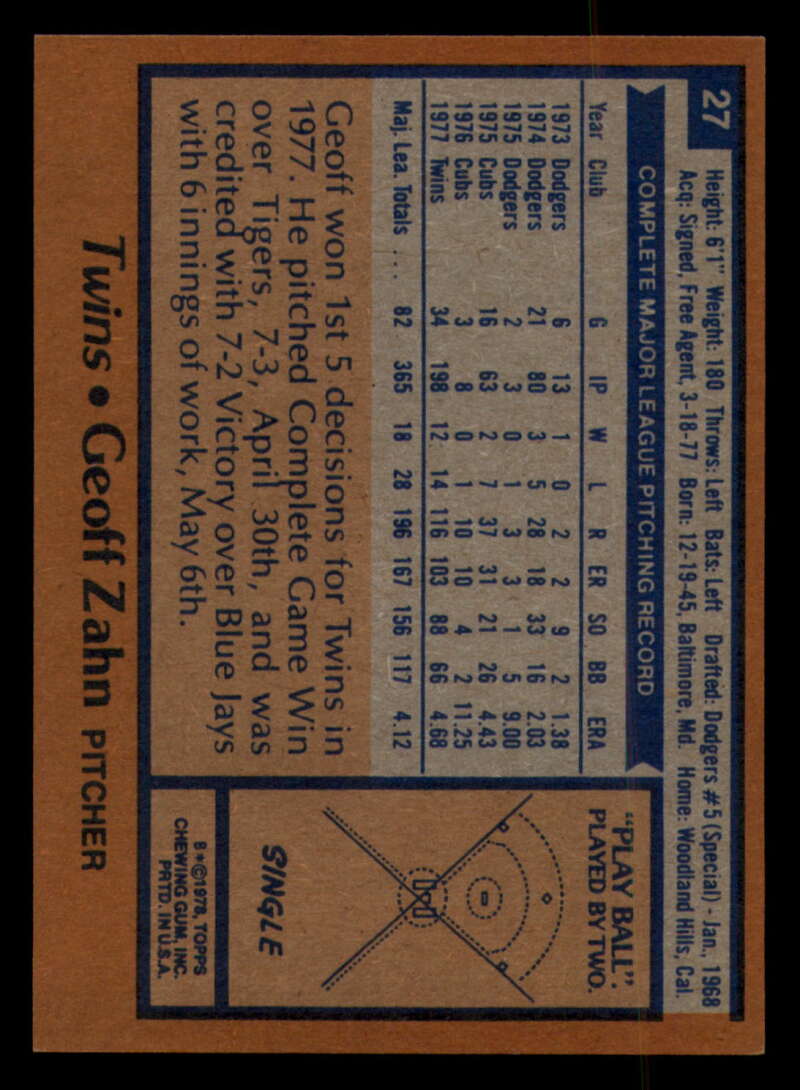 27
Height: 6'1" Weight: 180 Throws: Left Bats: Left Drafted: Dodgers #5 (Special) - Jan., 1968
Acq: Signed, Free Agent, 3-18-77 Born: 12-19-45, Baltimore, Md. Home: Woodland Hills, Cal.
COMPLETE MAJOR LEAGUE PITCHING RECORD
Year Club G IP W L R ER SO BB ERA
1973 Dodgers 6 13 1 0 2 2 9 2 1.38
1974 Dodgers 21 80 3 5 28 18 33 16 2.03
1975 Dodgers 2 3 0 1 3 3 1 5 9.00
1975 Cubs 16 63 2 7 37 31 21 26 4.43
1976 Cubs 3 8 0 1 10 10 4 2 11.25
1977 Twins 34 198 12 14 116 103 88 66 4.68
Maj. Lea. Totals .... 82 365 18 28 196 167 156 117 4.12
Geoff won 1st 5 decisions for Twins in
1977. He pitched Complete Game Win
over Tigers, 7-3, April 30th, and was
credited with 7-2 Victory over Blue Jays
with 6 innings of work, May 6th.
"PLAY BALL".
PLAYED BY TWO.
SINGLE
B*©1978, TOPPS
CHEWING GUM, INC.
PRTD. IN U.S.A.
Twins • Geoff Zahn PITCHER